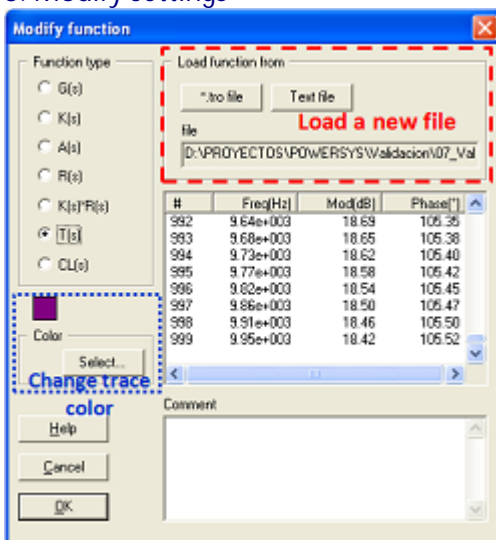 Modify function
Function type
G(s)
K(s)
A(s)
R(s)
K(s)*R(s)
T(s)
CL(s)
Color
Select...
Change trace
color
Help
Cancel
OK
Load function from
*.tro file
Text file
Load a new file
file
D:\PROYECTOS\POWERSYS\Validacion\07_Val
# Freq(Hz) Mod(dB) Phase(°)
992 9.64e+003 18.69 105.35
993 9.68e+003 18.65 105.38
994 9.73e+003 18.62 105.40
995 9.77e+003 18.58 105.42
996 9.82e+003 18.54 105.45
997 9.86e+003 18.50 105.47
998 9.91e+003 18.46 105.50
999 9.95e+003 18.42 105.52
Comment